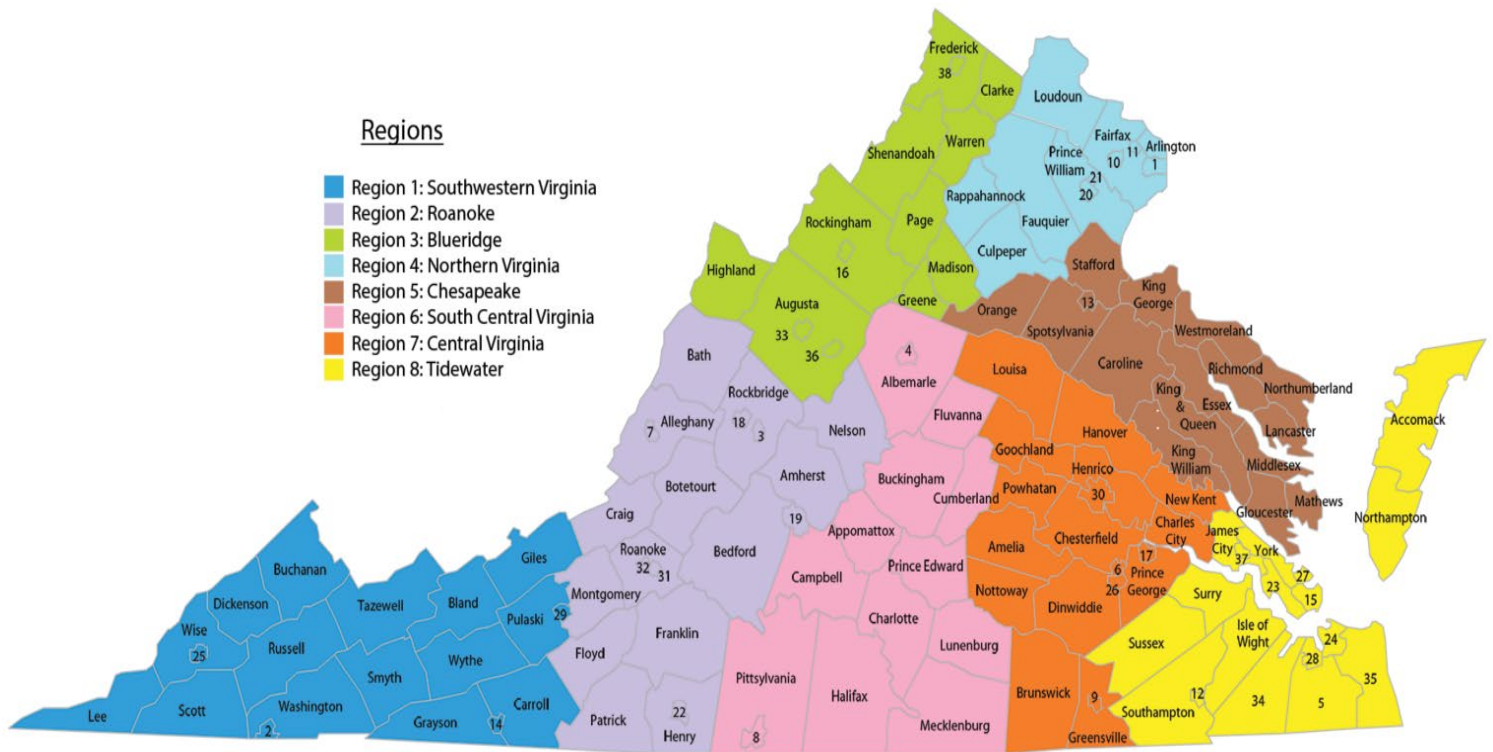 Regions
Region 1: Southwestern Virginia
Region 2: Roanoke
Region 3: Blueridge
Region 4: Northern Virginia
Region 5: Chesapeake
Region 6: South Central Virginia
Region 7: Central Virginia
Region 8: Tidewater
Frederick
38
Clarke
Loudoun
Warren
Shenandoah
Fairfax
11
Arlington
1
10
Prince
William
21
20
Rappahannock
Fauquier
Culpeper
Page
Rockingham
16
Madison
Greene
Highland
Augusta
33
36
Stafford
13
King
George
Orange
Spotsylvania
Westmoreland
Caroline
Richmond
Northumberland
King
&
Queen
Essex
Lancaster
King
William
Middlesex
Mathews
Gloucester
Accomack
Northampton
Bath
Rockbridge
18
3
7
Alleghany
Nelson
Amherst
Botetourt
Craig
19
Bedford
Roanoke
32
31
Montgomery
Franklin
Floyd
Patrick
22
Henry
4
Albemarle
Fluvanna
Buckingham
Cumberland
Appomattox
Prince Edward
Campbell
Charlotte
Lunenburg
Pittsylvania
8
Halifax
Mecklenburg
Louisa
Hanover
Goochland
Henrico
30
Powhatan
New Kent
Charles
City
Chesterfield
Amelia
17
6
Prince
George
26
Nottoway
Dinwiddie
Brunswick
9
Greensville
James
City
37
York
27
23
15
Surry
Sussex
Isle of
Wight
24
28
35
12
Southampton
34
5
Giles
Buchanan
Dickenson
Tazewell
Bland
Pulaski
29
Wise
25
Russell
Wythe
Smyth
Carroll
Washington
Scott
Lee
2
Grayson
14